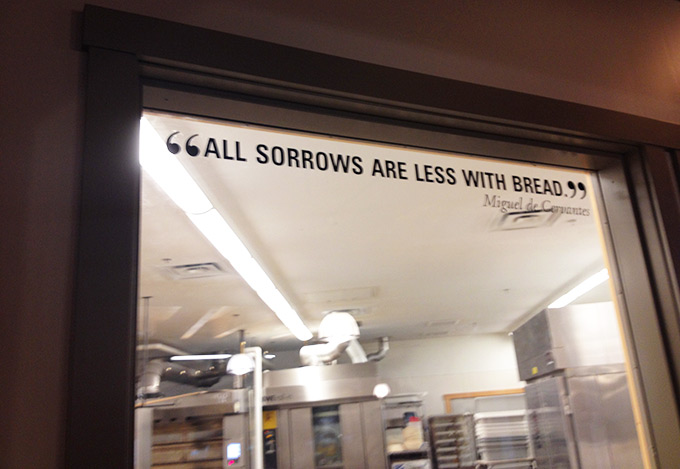 “ALL SORROWS ARE LESS WITH BREAD.”
Miguel de Cervantes